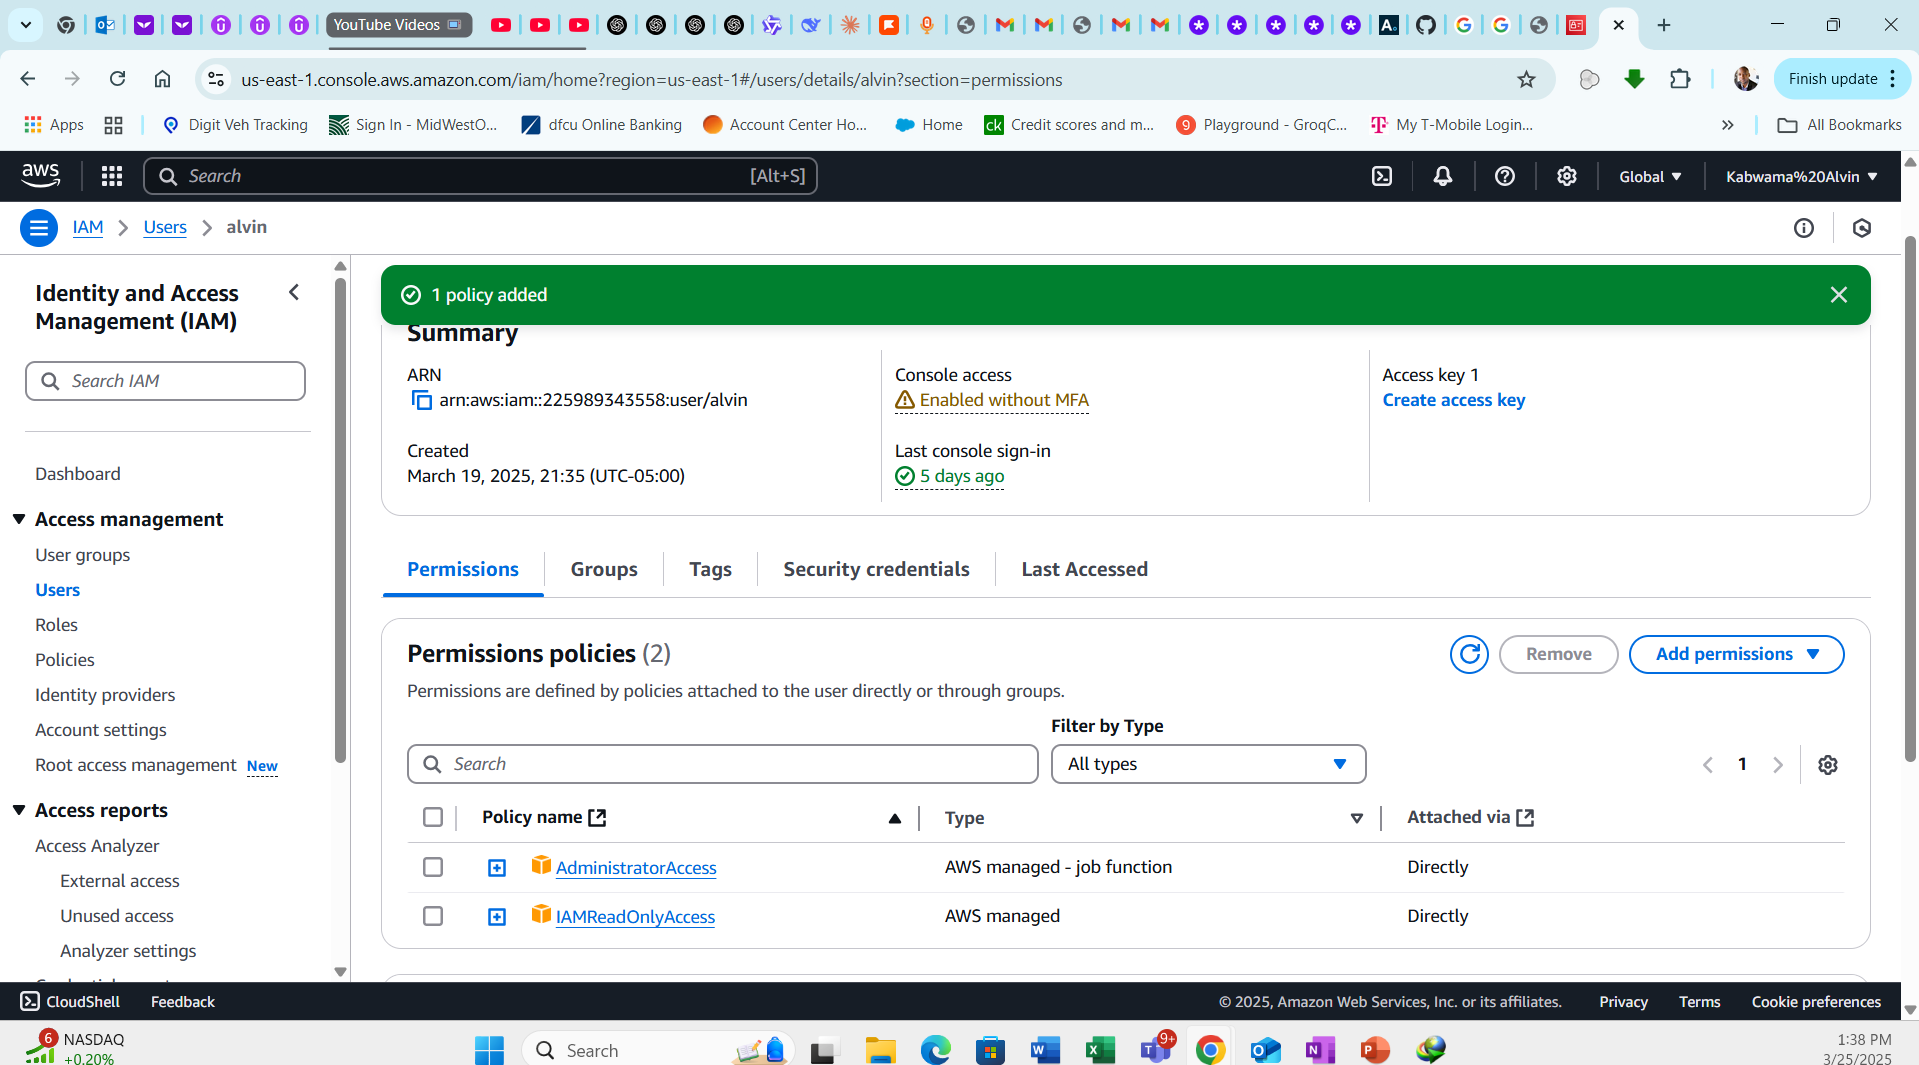 YouTube Videos
us-east-1.console.aws.amazon.com/iam/home?region=us-east-1#/users/details/alvin?section=permissions
Finish update
Apps
Digit Veh Tracking
Sign In - MidWestO...
dfcu Online Banking
Account Center Ho...
Home
ck
Credit scores and m...
9
Playground - GroqC...
My T-Mobile Login...
All Bookmarks
aws
Search
[Alt+S]
Global
Kabwama%20Alvin
IAM
Users
alvin
Identity and Access
Management (IAM)
Search IAM
Dashboard
Access management
User groups
Users
Roles
Policies
Identity providers
Account settings
Root access management New
Access reports
Access Analyzer
External access
Unused access
Analyzer settings
1 policy added
Summary
ARN
arn:aws:iam::225989343558:user/alvin
Created
March 19, 2025, 21:35 (UTC-05:00)
Console access
Enabled without MFA
Last console sign-in
5 days ago
Access key 1
Create access key
Permissions
Groups
Tags
Security credentials
Last Accessed
Permissions policies (2)
Remove
Add permissions
Permissions are defined by policies attached to the user directly or through groups.
Filter by Type
Search
All types
1
Policy name
Type
Attached via
AdministratorAccess
AWS managed - job function
Directly
IAMReadOnlyAccess
AWS managed
Directly
CloudShell
Feedback
© 2025, Amazon Web Services, Inc. or its affiliates.
Privacy
Terms
Cookie preferences
6
NASDAQ
+0.20%
Search
9+
1:38 PM
3/25/2025